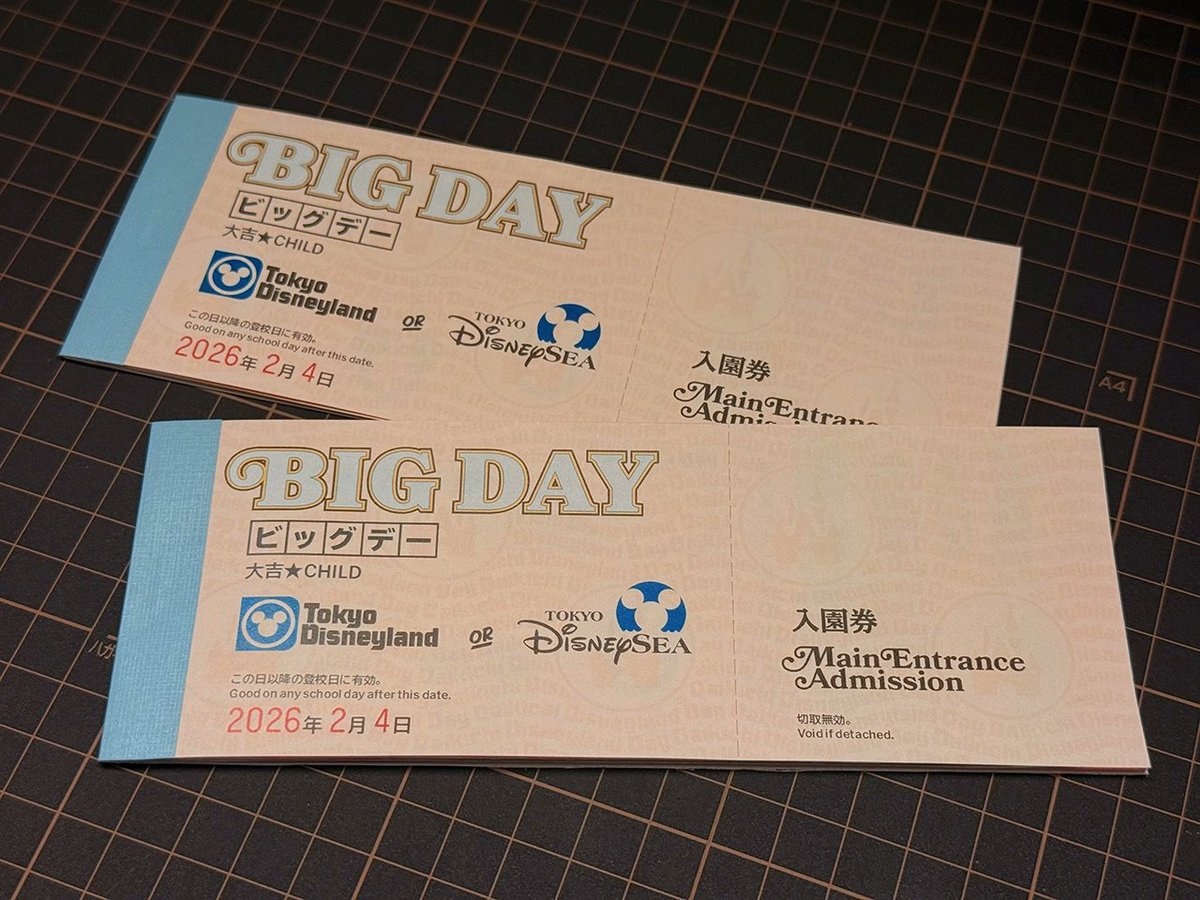 BIG DAY
ビッグデー
大吉★CHILD
Tokyo
Disneyland
OR
TOKYO
DisneySEA
この日以降の登校日に有効。
Good on any school day after this date.
2026年 2月 4日
入園券
Main Entrance
Admission
BIG DAY
ビッグデー
大吉★CHILD
Tokyo
Disneyland
OR
TOKYO
DisneySEA
この日以降の登校日に有効。
Good on any school day after this date.
2026年 2月 4日
入園券
Main Entrance
Admission
切取無効。
Void if detached.
A4